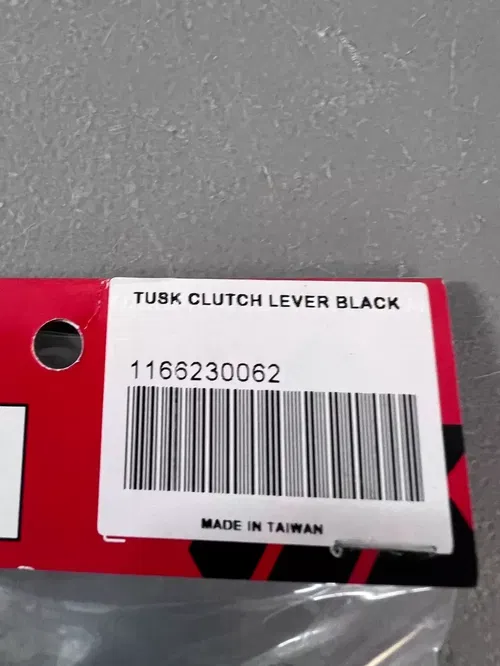 TUSK CLUTCH LEVER BLACK
1166230062
MADE IN TAIWAN